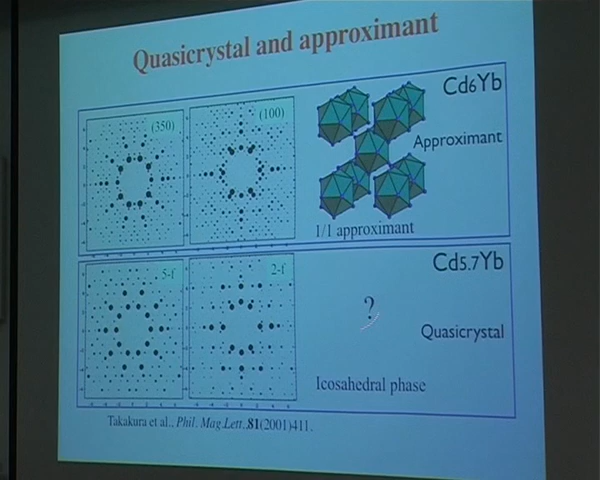 Quasicrystal and approximant
(350)
(100)
Cd6Yb
Approximant
1/1 approximant
5-f
2-f
Cd5.7Yb
?
Quasicrystal
Icosahedral phase
Takakura et al., Phil. Mag. Lett. 81(2001)411.